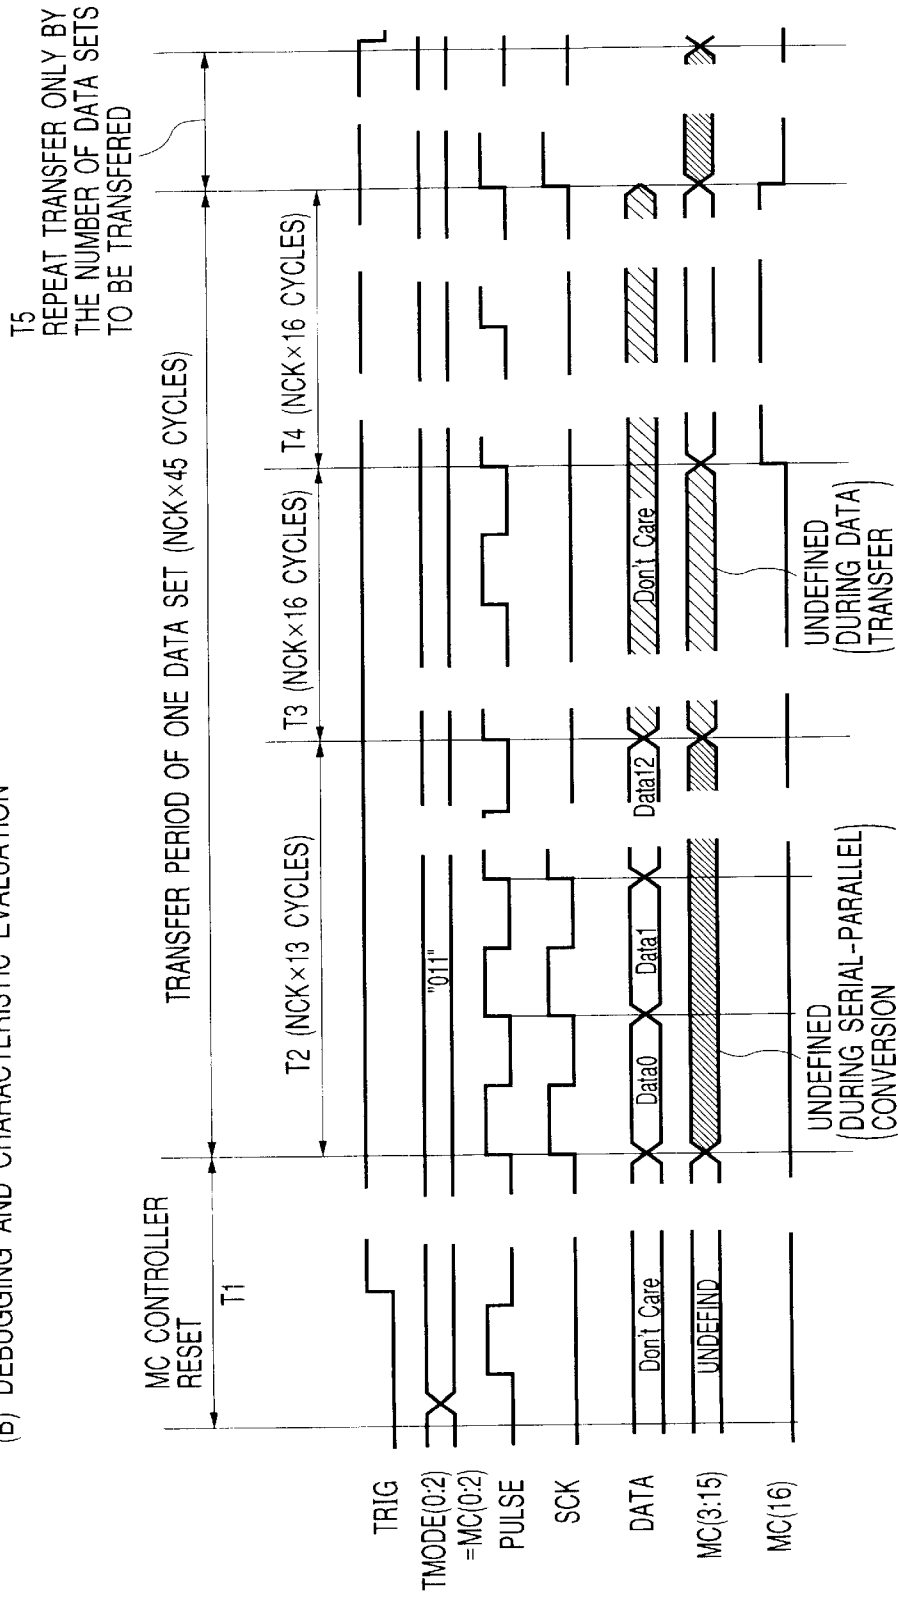 (B) DEBUGGING AND CHARACTERISTIC EVALUATION
T5
REPEAT TRANSFER ONLY BY
THE NUMBER OF DATA SETS
TO BE TRANSFERED
TRANSFER PERIOD OF ONE DATA SET (NCK×45 CYCLES)
MC CONTROLLER
RESET
T1
T2 (NCK×13 CYCLES)
T3 (NCK×16 CYCLES)
T4 (NCK×16 CYCLES)
TRIG
TMODE(0:2)
=MC(0:2)
"011"
PULSE
SCK
DATA
Don't Care
Data0
Data1
Data12
Don't Care
MC(3:15)
UNDEFIND
MC(16)
UNDEFINED
(DURING SERIAL-PARALLEL
CONVERSION)
UNDEFINED
(DURING DATA
TRANSFER)